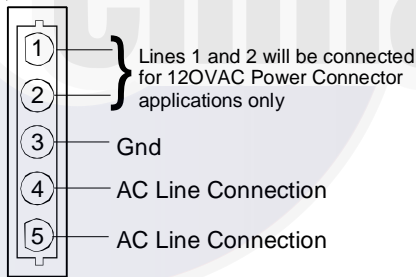 1
Lines 1 and 2 will be connected
for 12OVAC Power Connector
2
applications only
3
Gnd
4
AC Line Connection
5
AC Line Connection